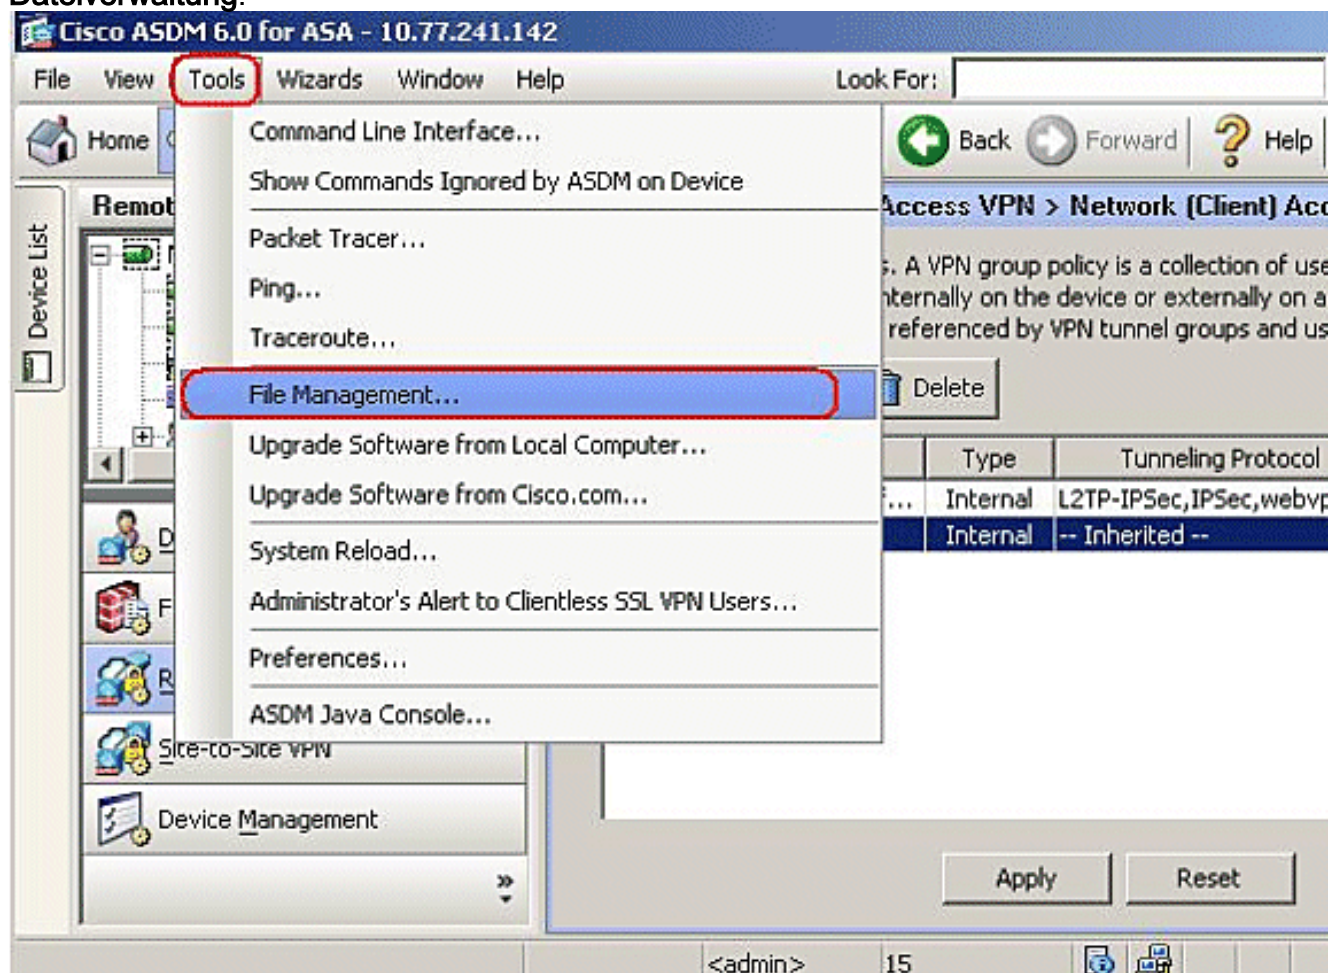 Dateiverwaltung.
Cisco ASDM 6.0 for ASA - 10.77.241.142
File View Tools Wizards Window Help Look For:
Home Back Forward Help
Command Line Interface...
Show Commands Ignored by ASDM on Device
Packet Tracer...
Ping...
Traceroute...
File Management...
Upgrade Software from Local Computer...
Upgrade Software from Cisco.com...
System Reload...
Administrator's Alert to Clientless SSL VPN Users...
Preferences...
ASDM Java Console...
Device List
Remot
Access VPN > Network (Client) Acc
s. A VPN group policy is a collection of use
nternally on the device or externally on a
referenced by VPN tunnel groups and us
Delete
Type Tunneling Protocol
... Internal L2TP-IPSec,IPSec,webvp
Internal -- Inherited --
D
F
R
Site-to-Site VPN
Device Management
Apply Reset
<admin> 15